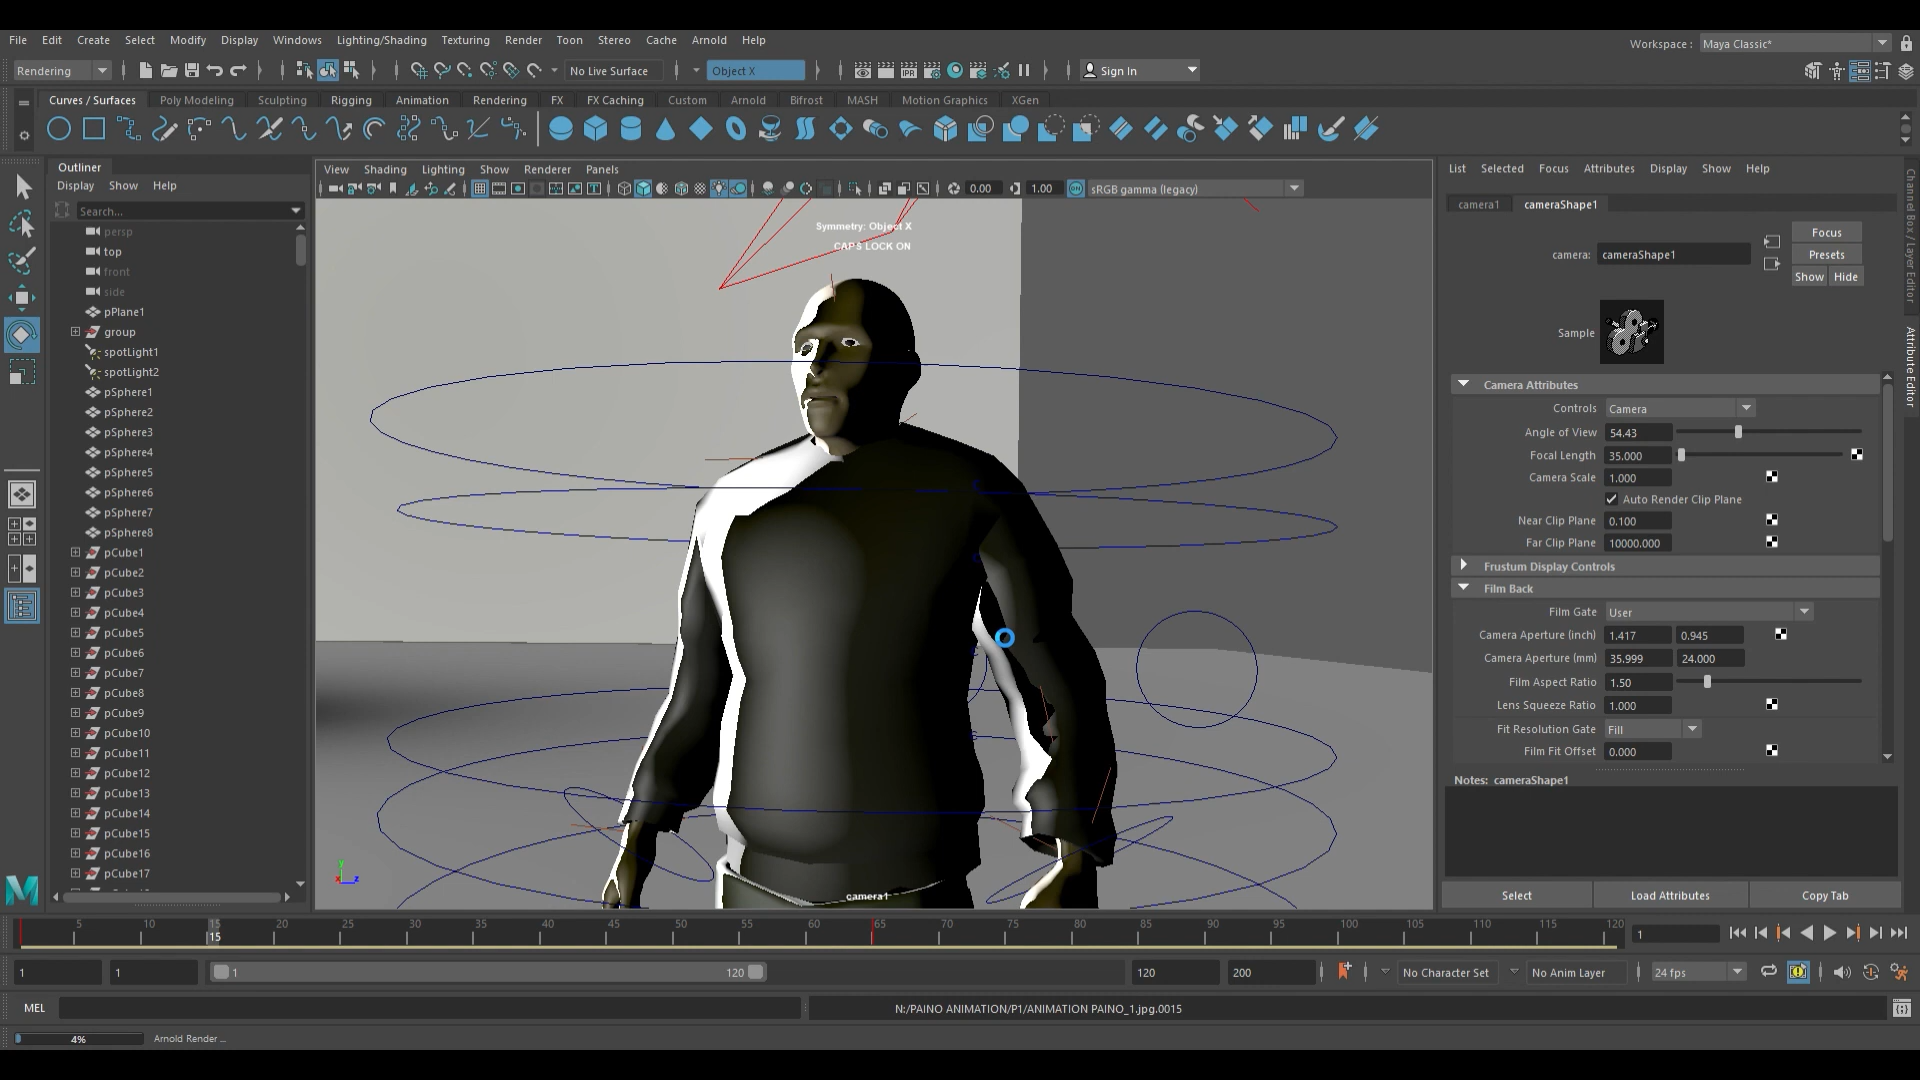 File Edit Create Select Modify Display Windows Lighting/Shading Texturing Render Toon Stereo Cache Arnold Help
Workspace : Maya Classic*
Rendering No Live Surface Object X Sign In
Curves / Surfaces Poly Modeling Sculpting Rigging Animation Rendering FX FX Caching Custom Arnold Bifrost MASH Motion Graphics XGen
IPR
Outliner
Display Show Help
Search...
persp
top
front
side
pPlane1
group
spotLight1
spotLight2
pSphere1
pSphere2
pSphere3
pSphere4
pSphere5
pSphere6
pSphere7
pSphere8
pCube1
pCube2
pCube3
pCube4
pCube5
pCube6
pCube7
pCube8
pCube9
pCube10
pCube11
pCube12
pCube13
pCube14
pCube15
pCube16
pCube17
View Shading Lighting Show Renderer Panels
0.00 1.00 ON sRGB gamma (legacy)
Symmetry: Object X
CAPS LOCK ON
camera1
y
x z
List Selected Focus Attributes Display Show Help
camera1 cameraShape1
camera: cameraShape1
Focus
Presets
Show Hide
Sample
Camera Attributes
Controls Camera
Angle of View 54.43
Focal Length 35.000
Camera Scale 1.000
Auto Render Clip Plane
Near Clip Plane 0.100
Far Clip Plane 10000.000
Frustum Display Controls
Film Back
Film Gate User
Camera Aperture (inch) 1.417 0.945
Camera Aperture (mm) 35.999 24.000
Film Aspect Ratio 1.50
Lens Squeeze Ratio 1.000
Fit Resolution Gate Fill
Film Fit Offset 0.000
Notes: cameraShape1
Select Load Attributes Copy Tab
Channel Box / Layer Editor
Attribute Editor
5 10 15 20 25 30 35 40 45 50 55 60 65 70 75 80 85 90 95 100 105 110 115 120
15
1
1 1 1 120 120 200 No Character Set No Anim Layer 24 fps
MEL N:/PAINO ANIMATION/P1/ANIMATION PAINO_1.jpg.0015
4% Arnold Render ...